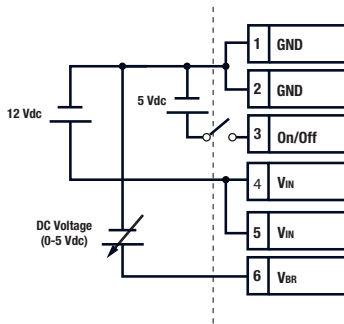 1 GND
2 GND
5 Vdc
12 Vdc
3 On/Off
4 VIN
DC Voltage
(0-5 Vdc)
5 VIN
6 VBR